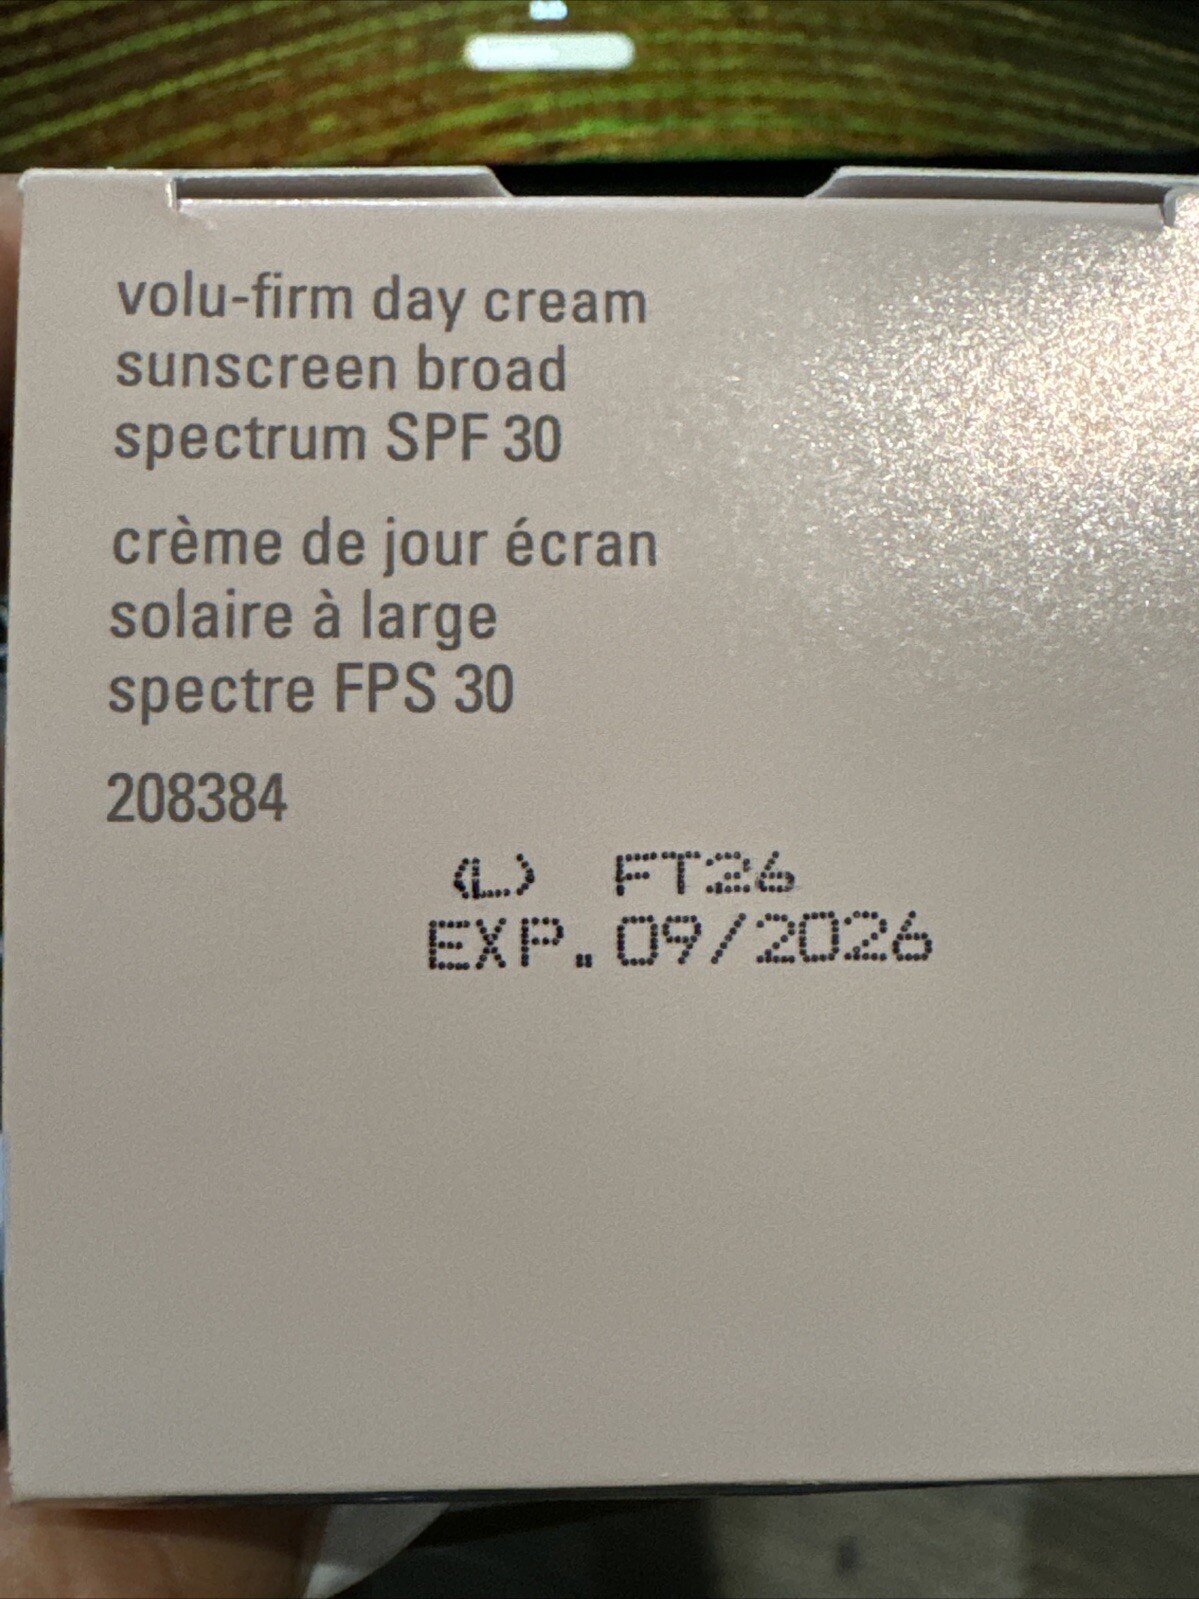 volu-firm day cream
sunscreen broad
spectrum SPF 30
crème de jour écran
solaire à large
spectre FPS 30
208384
(L) FT26
EXP.09/2026